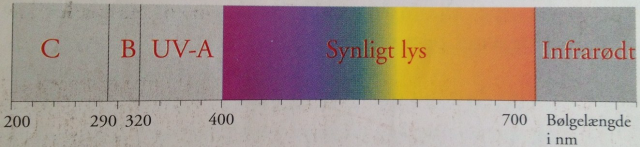 C B UV-A Synligt lys Infrarødt
200 290 320 400 700 Bølgelængde
i nm